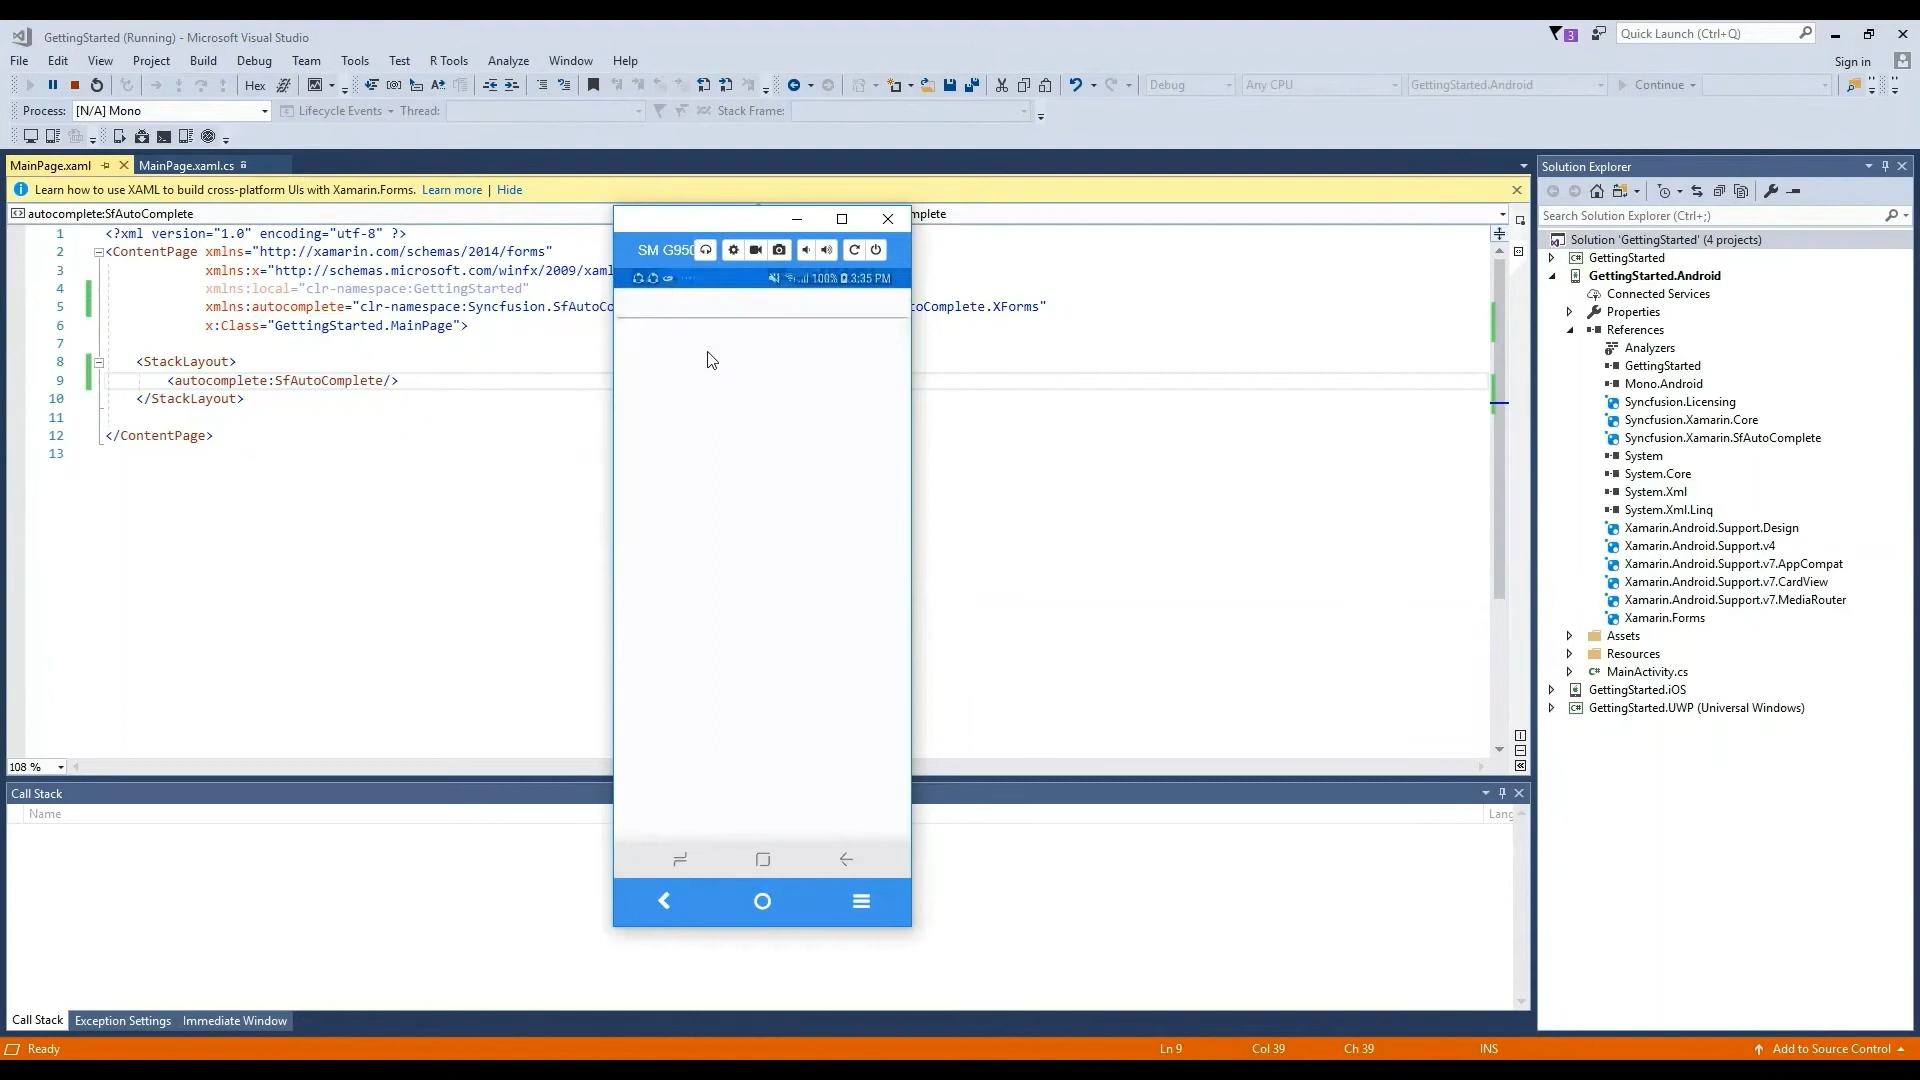 GettingStarted (Running) - Microsoft Visual Studio
3
Quick Launch (Ctrl+Q)
File Edit View Project Build Debug Team Tools Test R Tools Analyze Window Help
Sign in
Hex
Debug
Any CPU
GettingStarted.Android
Continue
Process: [N/A] Mono
Lifecycle Events
Thread:
Stack Frame:
MainPage.xaml
MainPage.xaml.cs
Learn how to use XAML to build cross-platform UIs with Xamarin.Forms. Learn more | Hide
autocomplete:SfAutoComplete
mplete
1 <?xml version="1.0" encoding="utf-8" ?>
2 <ContentPage xmlns="http://xamarin.com/schemas/2014/forms"
3 xmlns:x="http://schemas.microsoft.com/winfx/2009/xaml
4 xmlns:local="clr-namespace:GettingStarted"
5 xmlns:autocomplete="clr-namespace:Syncfusion.SfAutoCo
oComplete.XForms"
6 x:Class="GettingStarted.MainPage">
7
8 <StackLayout>
9 <autocomplete:SfAutoComplete/>
10 </StackLayout>
11
12 </ContentPage>
13
108 %
SM G950
100% 3:35 PM
Call Stack
Name
Lang
Call Stack Exception Settings Immediate Window
Ready
Ln 9
Col 39
Ch 39
INS
Add to Source Control
Solution Explorer
Search Solution Explorer (Ctrl+;)
Solution 'GettingStarted' (4 projects)
GettingStarted
GettingStarted.Android
Connected Services
Properties
References
Analyzers
GettingStarted
Mono.Android
Syncfusion.Licensing
Syncfusion.Xamarin.Core
Syncfusion.Xamarin.SfAutoComplete
System
System.Core
System.Xml
System.Xml.Linq
Xamarin.Android.Support.Design
Xamarin.Android.Support.v4
Xamarin.Android.Support.v7.AppCompat
Xamarin.Android.Support.v7.CardView
Xamarin.Android.Support.v7.MediaRouter
Xamarin.Forms
Assets
Resources
MainActivity.cs
GettingStarted.iOS
GettingStarted.UWP (Universal Windows)